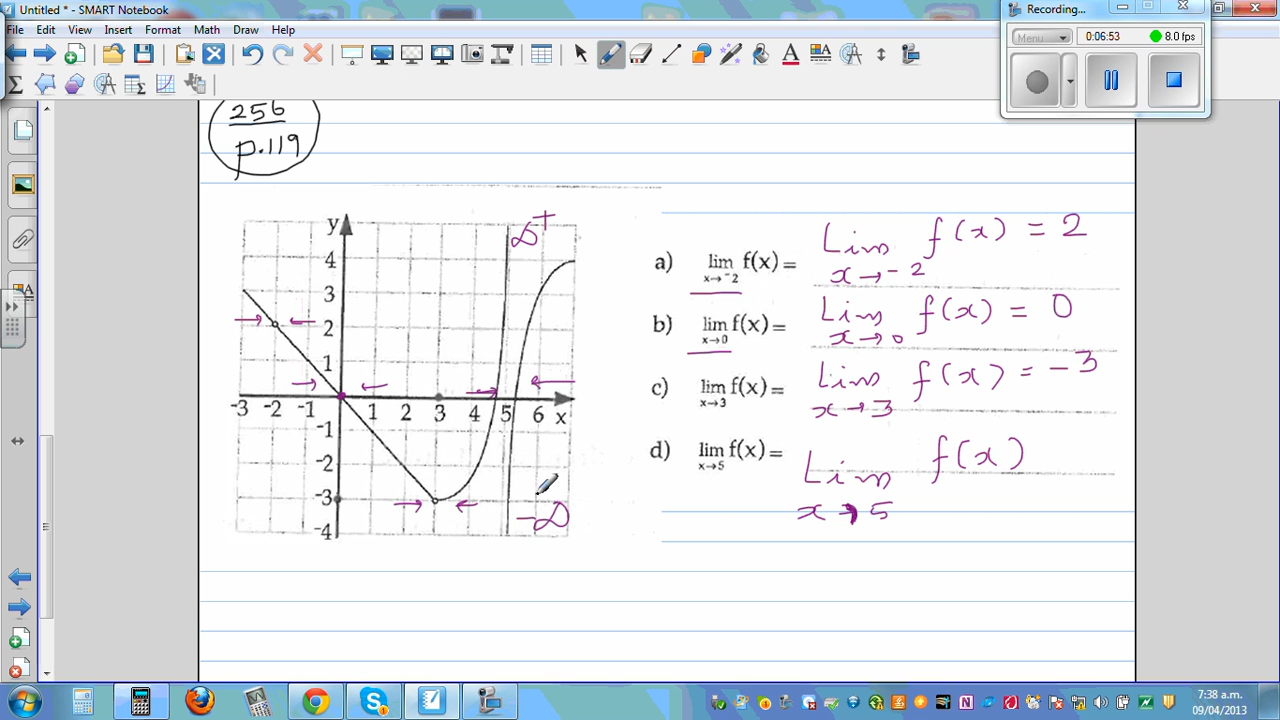 Untitled * - SMART Notebook
Recording...
File Edit View Insert Format Math Draw Help
Menu
0:06:53
8.0 fps
256
p.119
y
4
3
2
1
-3 -2 -1 1 2 3 4 5 6 x
-1
-2
-3
-4
∞+
-∞
a) lim f(x)=
x→-2
Lim f(x) = 2
x→-2
b) lim f(x)=
x→0
Lim f(x) = 0
x→0
c) lim f(x)=
x→3
Lim f(x) = -3
x→3
d) lim f(x)=
x→5
Lim f(x)
x→5
7:38 a.m.
09/04/2013